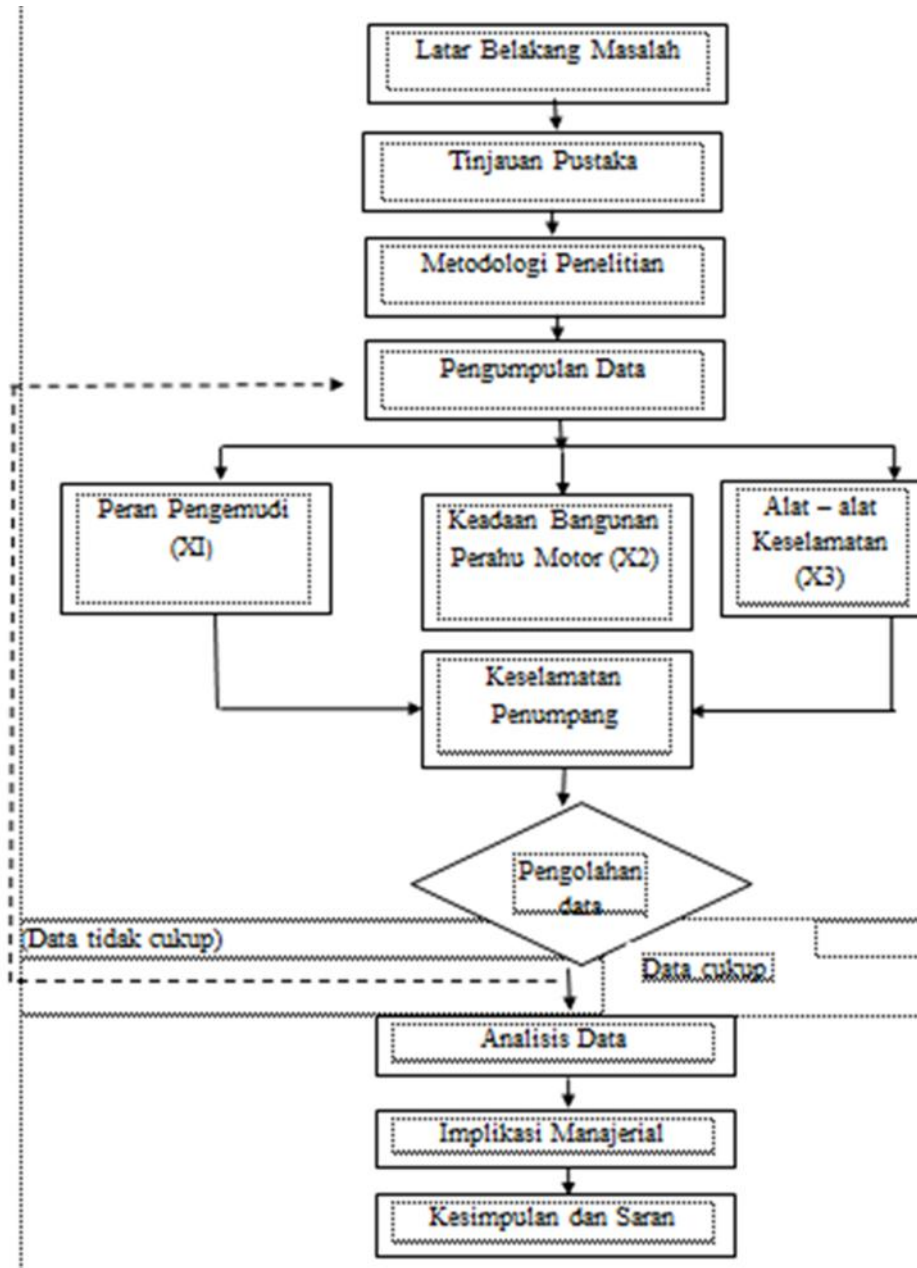 Latar Belakang Masalah
Tinjauan Pustaka
Metodologi Penelitian
Pengumpulan Data
Peran Pengemudi
(XI)
Keadaan Bangunan
Perahu Motor (X2)
Alat – alat
Keselamatan
(X3)
Keselamatan
Penumpang
Pengolahan
data
(Data tidak cukup)
Data cukup
Analisis Data
Implikasi Manajerial
Kesimpulan dan Saran